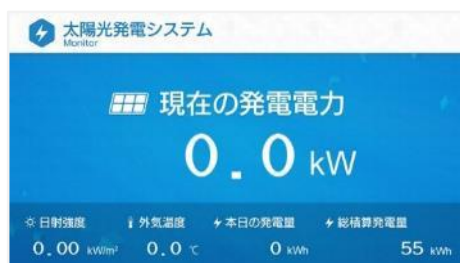 太陽光発電システム
Monitor
現在の発電電力
0.0 kW
日射強度 外気温度 本日の発電量 総積算発電量
0.00 kW/m² 0.0 ℃ 0 kWh 55 kWh